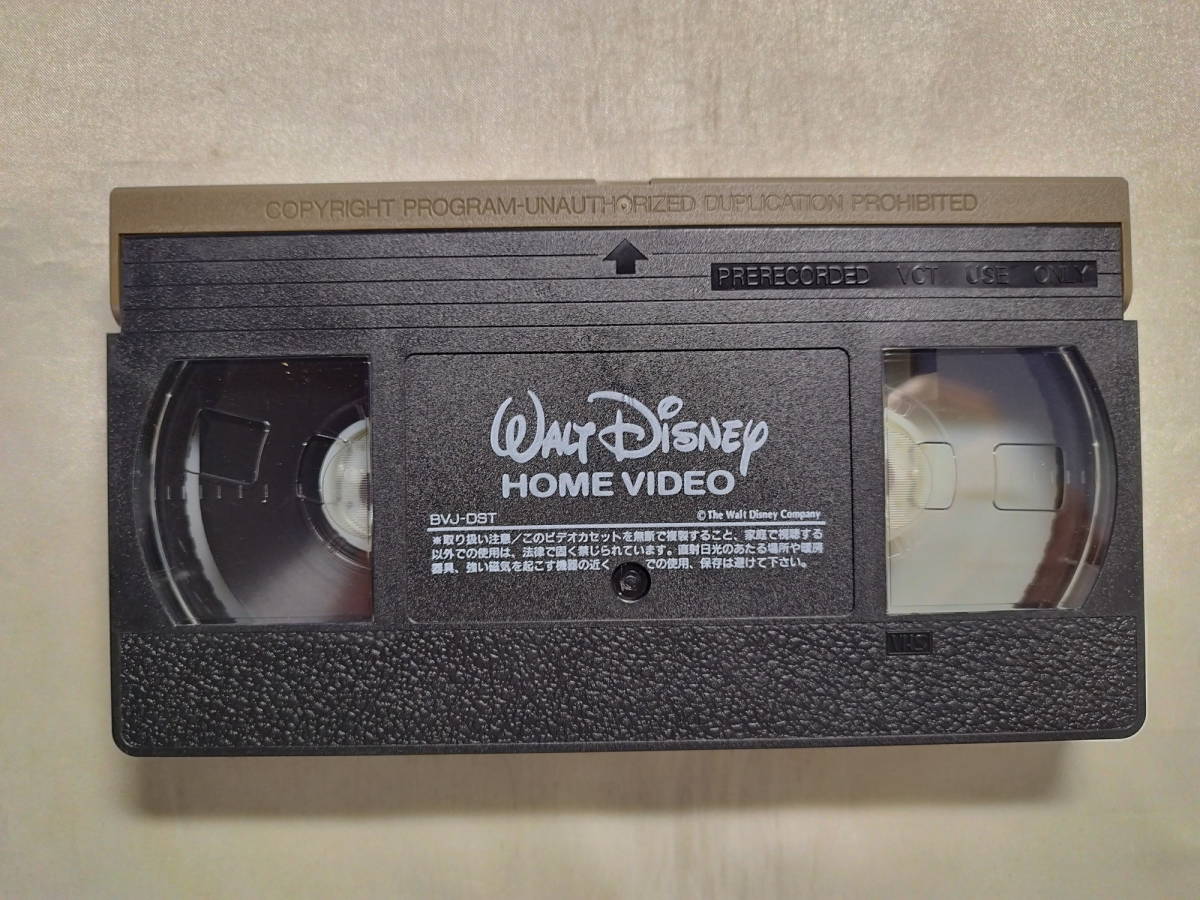 COPYRIGHT PROGRAM-UNAUTHORIZED DUPLICATION PROHIBITED
PRERECORDED VCT USE ONLY
WALT DISNEY
HOME VIDEO
BVJ-DST © The Walt Disney Company
※取り扱い注意/このビデオカセットを無断で複製すること、家庭で視聴する
以外での使用は、法律で固く禁じられています。直射日光のあたる場所や暖房
器具、強い磁気を起こす機器の近く での使用、保存は避けて下さい。
VHS